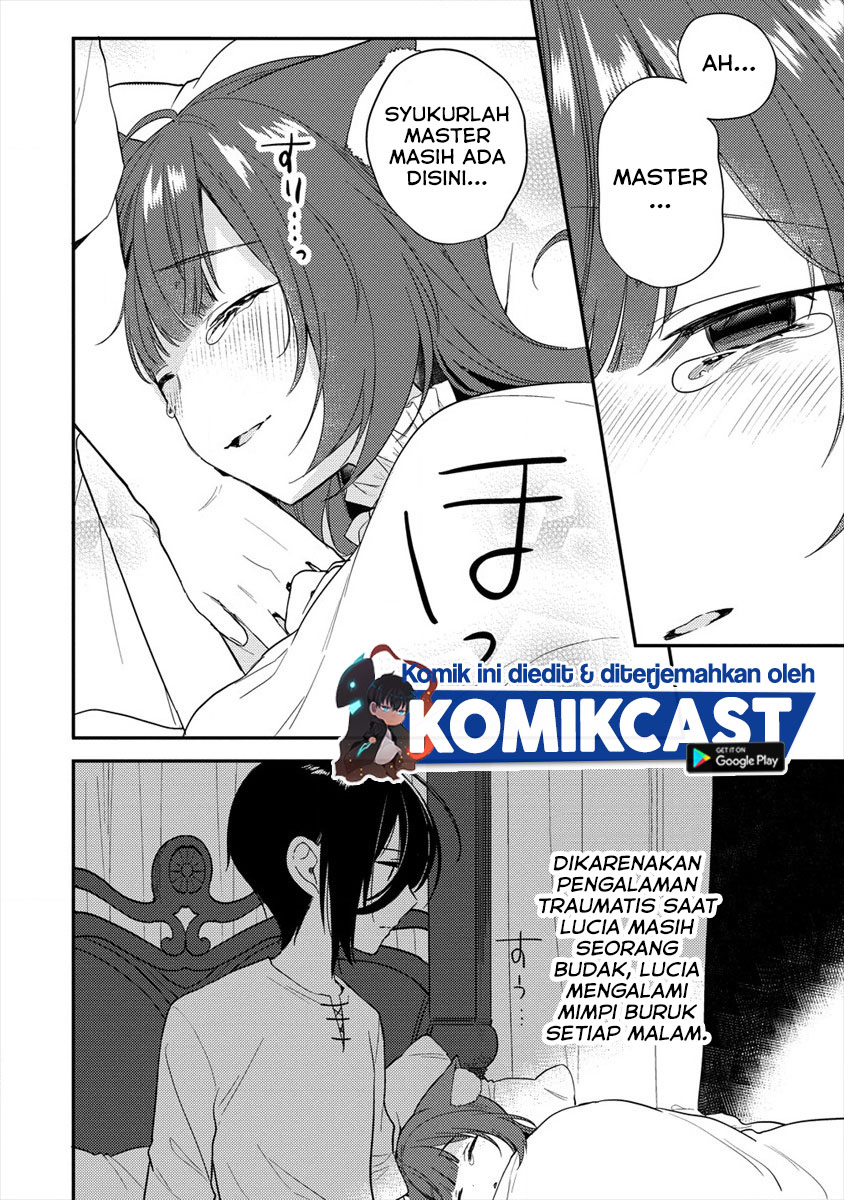 AH...
MASTER
...
SYUKURLAH
MASTER
MASIH ADA
DISINI...
すり……っ
ほっ
Komik ini diedit & diterjemahkan oleh
KOMIKCAST
GET IT ON
Google Play
DIKARENAKAN
PENGALAMAN
TRAUMATIS SAAT
LUCIA MASIH
SEORANG
BUDAK, LUCIA
MENGALAMI
MIMPI BURUK
SETIAP MALAM.
すぅ…